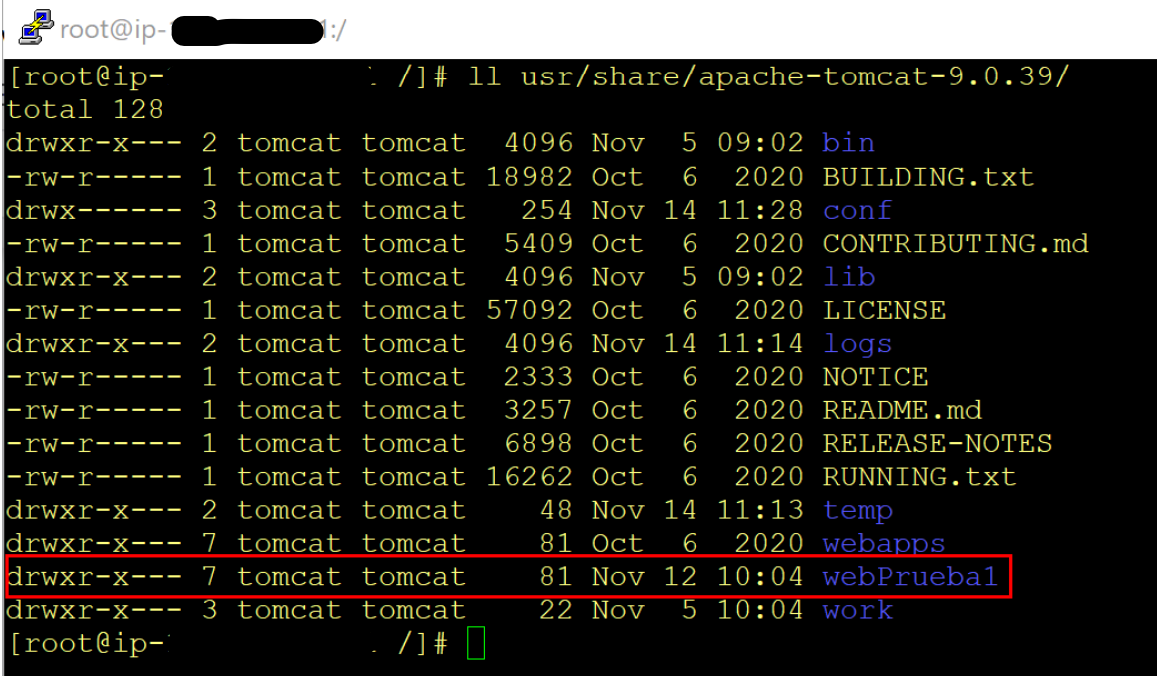 root@ip- 1:/
[root@ip- /]# ll usr/share/apache-tomcat-9.0.39/
total 128
drwxr-x--- 2 tomcat tomcat  4096 Nov  5 09:02 bin
-rw-r----- 1 tomcat tomcat 18982 Oct  6  2020 BUILDING.txt
drwx------ 3 tomcat tomcat   254 Nov 14 11:28 conf
-rw-r----- 1 tomcat tomcat  5409 Oct  6  2020 CONTRIBUTING.md
drwxr-x--- 2 tomcat tomcat  4096 Nov  5 09:02 lib
-rw-r----- 1 tomcat tomcat 57092 Oct  6  2020 LICENSE
drwxr-x--- 2 tomcat tomcat  4096 Nov 14 11:14 logs
-rw-r----- 1 tomcat tomcat  2333 Oct  6  2020 NOTICE
-rw-r----- 1 tomcat tomcat  3257 Oct  6  2020 README.md
-rw-r----- 1 tomcat tomcat  6898 Oct  6  2020 RELEASE-NOTES
-rw-r----- 1 tomcat tomcat 16262 Oct  6  2020 RUNNING.txt
drwxr-x--- 2 tomcat tomcat    48 Nov 14 11:13 temp
drwxr-x--- 7 tomcat tomcat    81 Oct  6  2020 webapps
drwxr-x--- 7 tomcat tomcat    81 Nov 12 10:04 webPrueba1
drwxr-x--- 3 tomcat tomcat    22 Nov  5 10:04 work
[root@ip- /]#